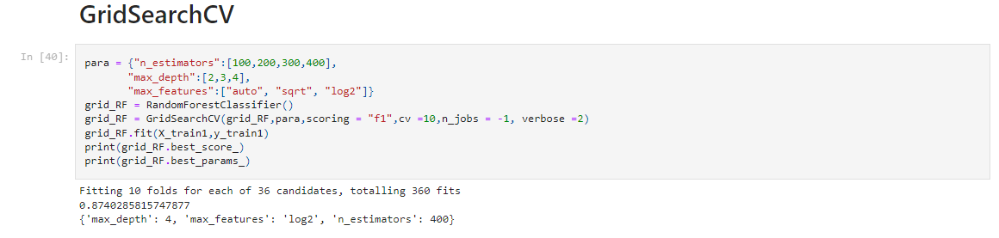 GridSearchCV
In [40]:
para = {"n_estimators":[100,200,300,400],
"max_depth":[2,3,4],
"max_features":["auto", "sqrt", "log2"]}
grid_RF = RandomForestClassifier()
grid_RF = GridSearchCV(grid_RF,para,scoring = "f1",cv =10,n_jobs = -1, verbose =2)
grid_RF.fit(X_train1,y_train1)
print(grid_RF.best_score_)
print(grid_RF.best_params_)
Fitting 10 folds for each of 36 candidates, totalling 360 fits
0.8740285815747877
{'max_depth': 4, 'max_features': 'log2', 'n_estimators': 400}